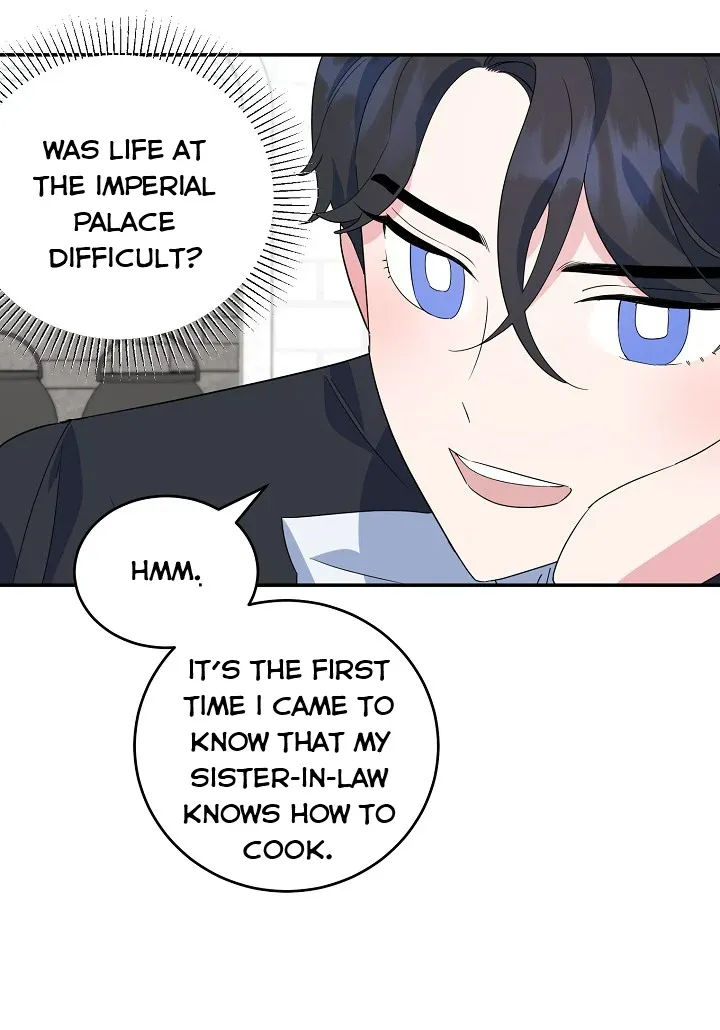 WAS LIFE AT
THE IMPERIAL
PALACE
DIFFICULT?
HMM.
IT'S THE FIRST
TIME I CAME TO
KNOW THAT MY
SISTER-IN-LAW
KNOWS HOW TO
COOK.